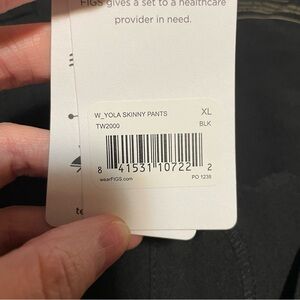 FIGS gives a set to a healthcare
provider in need.
W_YOLA SKINNY PANTS XL
TW2000 BLK
8 41531 10722 2
wearFIGS.com PO 1238
te